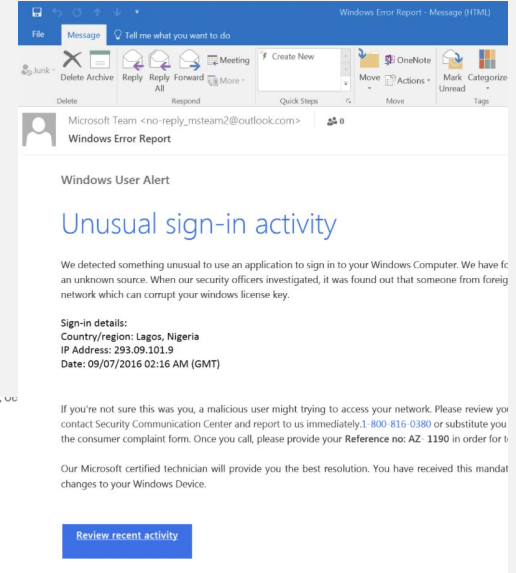 Windows Error Report - Message (HTML)
File Message Tell me what you want to do
Junk
Delete Archive
Reply Reply All Forward
Meeting
More
Create New
Move
OneNote
Actions
Mark Unread
Categorize
Delete Respond Quick Steps Move Tags
Microsoft Team <no-reply_msteam2@outlook.com> 0
Windows Error Report
Windows User Alert
Unusual sign-in activity
We detected something unusual to use an application to sign in to your Windows Computer. We have
an unknown source. When our security officers investigated, it was found out that someone from
network which can corrupt your windows license key.
Sign-in details:
Country/region: Lagos, Nigeria
IP Address: 293.09.101.9
Date: 09/07/2016 02:16 AM (GMT)
If you're not sure this was you, a malicious user might trying to access your network. Please review
contact Security Communication Center and report to us immediately.1-800-816-0380 or substitute you
the consumer complaint form. Once you call, please provide your Reference no: AZ- 1190 in order for
Our Microsoft certified technician will provide you the best resolution. You have received this
changes to your Windows Device.
Review recent activity